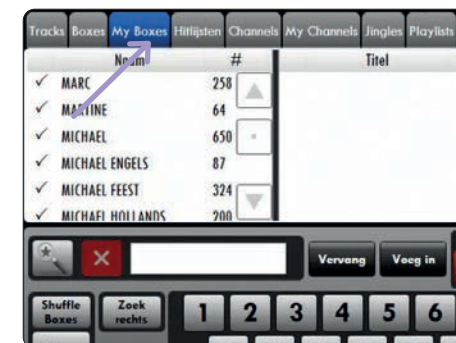 Tracks Boxes My Boxes Hitlijsten Channels My Channels Jingles Playlists
Naam # Titel
MARC 258
MARTINE 64
MICHAEL 650
MICHAEL ENGELS 87
MICHAEL FEEST 324
MICHAEL HOLLANDS 200
Vervang Voeg in
Shuffle Boxes Zoek rechts 1 2 3 4 5 6